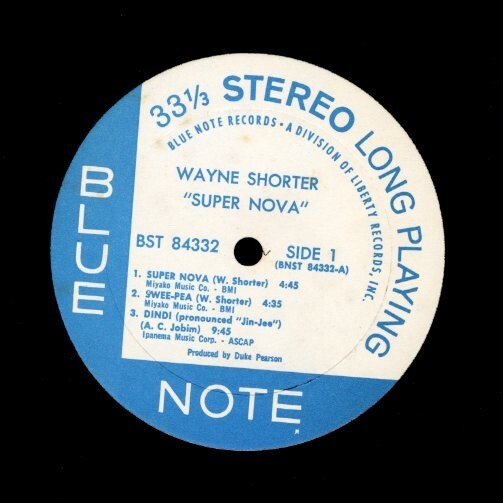 33⅓ STEREO LONG PLAYING
BLUE NOTE RECORDS • A DIVISION OF LIBERTY RECORDS, INC.
WAYNE SHORTER
"SUPER NOVA"
BST 84332 SIDE 1
(BNST 84332-A)
1. SUPER NOVA (W. Shorter) 4:45
Miyako Music Co. - BMI
2. SWEE-PEA (W. Shorter) 4:35
Miyako Music Co. - BMI
3. DINDI (pronounced "Jin-Jee")
(A. C. Jobim) 9:45
Ipanema Music Corp. - ASCAP
Produced by Duke Pearson
BLUE
NOTE